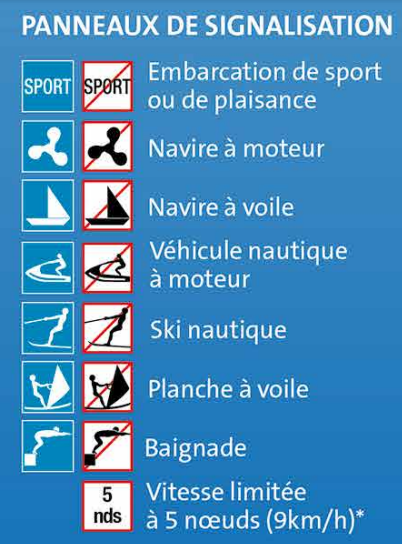 PANNEAUX DE SIGNALISATION
SPORT SPORT Embarcation de sport
ou de plaisance
Navire à moteur
Navire à voile
Véhicule nautique
à moteur
Ski nautique
Planche à voile
Baignade
5 Vitesse limitée
nds à 5 nœuds (9km/h)*